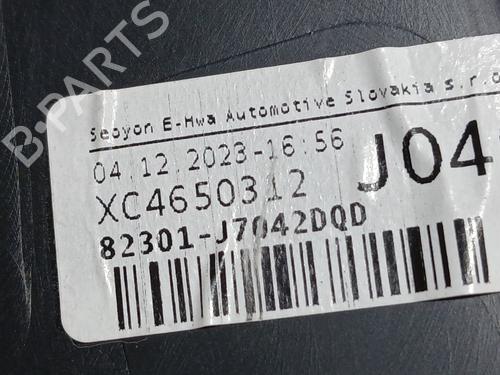 B-PARTS
Seoyon E-Hwa Automotive Slovakia s.r.o
04.12.2023-16:56
XC4650312
J04
82301-J7042DQD